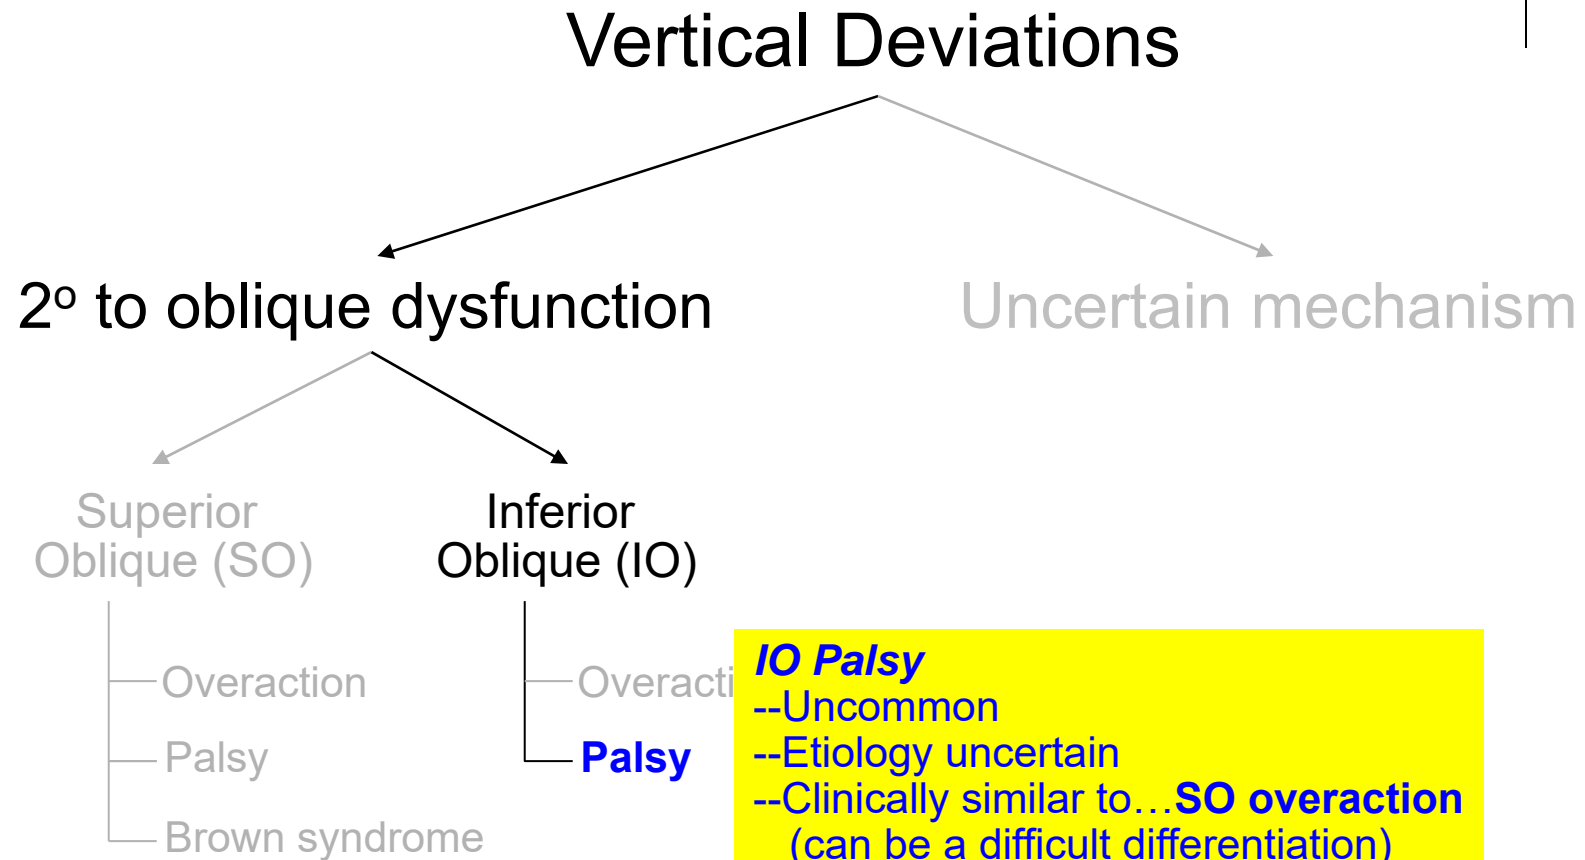 Vertical Deviations
2º to oblique dysfunction
Uncertain mechanism
Superior
Oblique (SO)
Inferior
Oblique (IO)
Overaction
Palsy
Brown syndrome
Overacti
Palsy
IO Palsy
--Uncommon
--Etiology uncertain
--Clinically similar to…SO overaction
(can be a difficult differentiation)